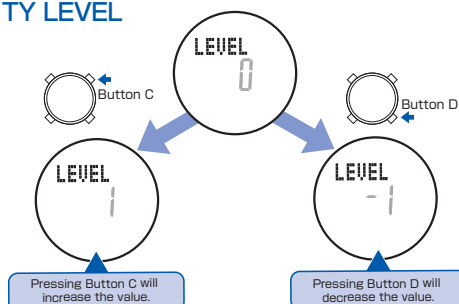 TY LEVEL
LEVEL
0
Button C
Button D
LEVEL
1
LEVEL
-1
Pressing Button C will
increase the value.
Pressing Button D will
decrease the value.